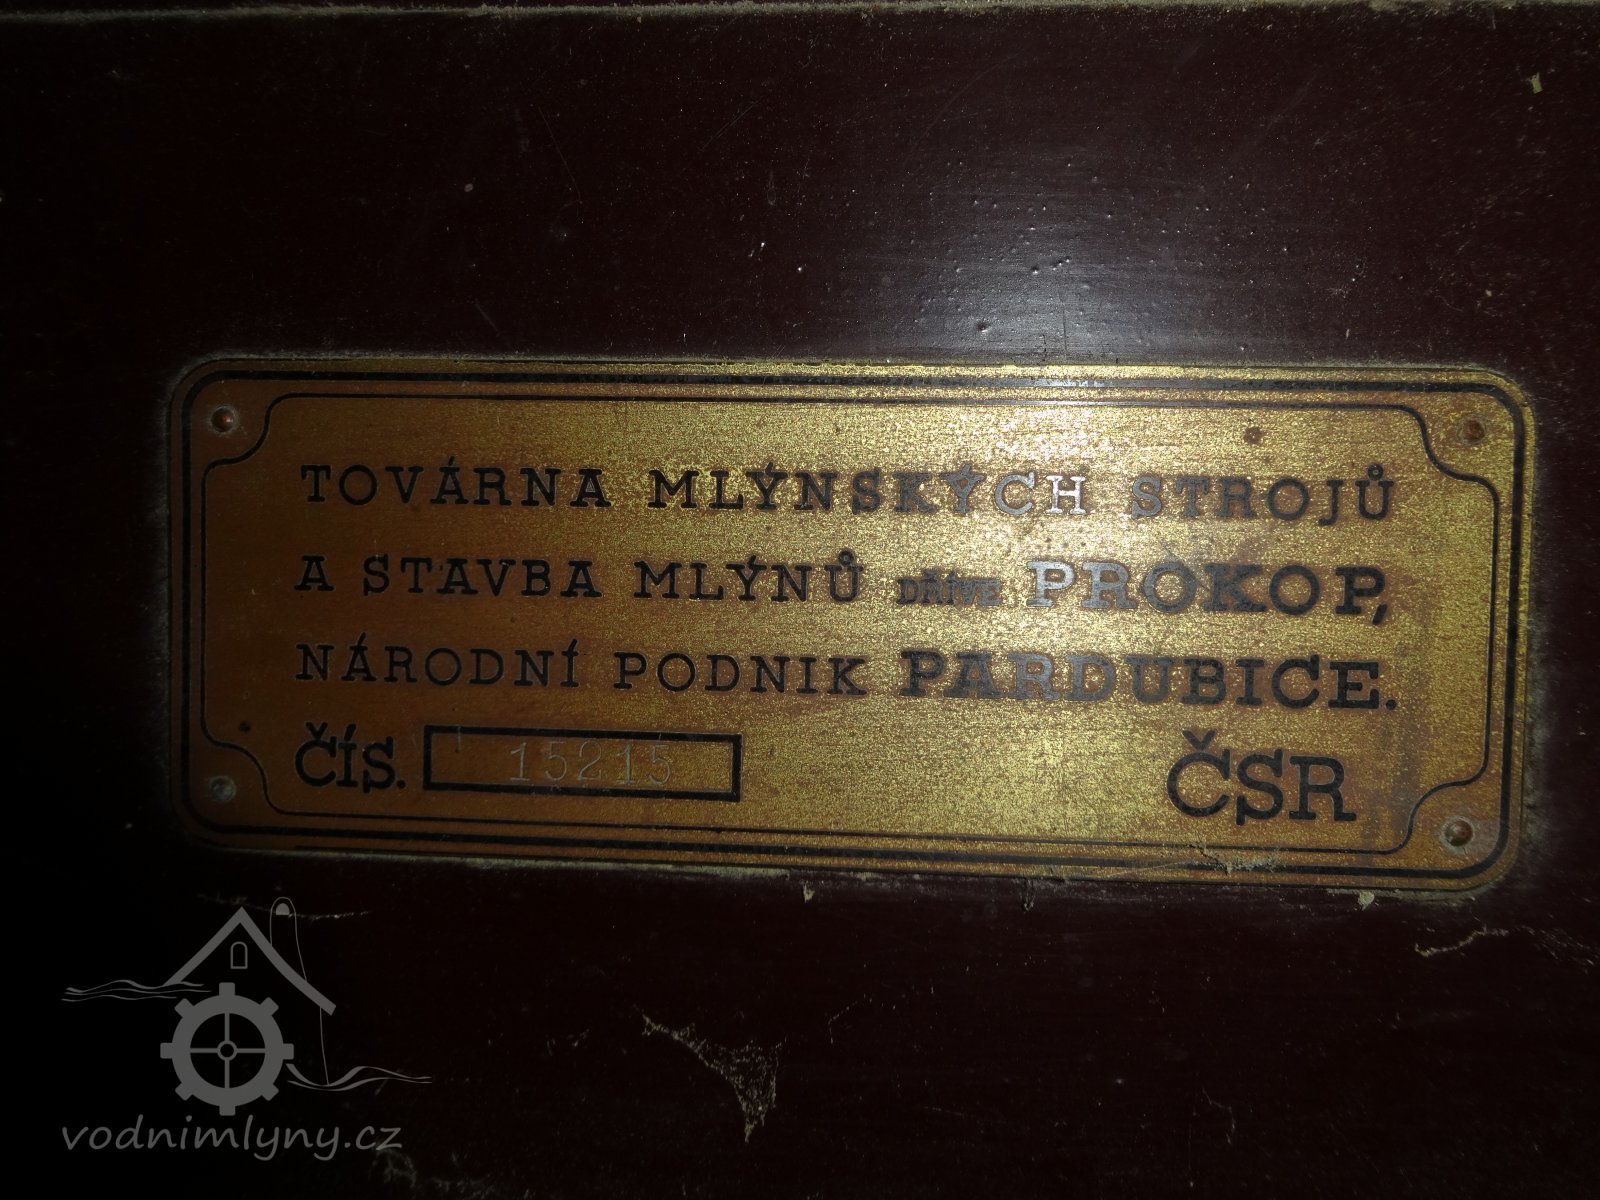 TOVÁRNA MLÝNSKÝCH STROJŮ
A STAVBA MLÝNŮ DŘÍVE PROKOP,
NÁRODNÍ PODNIK PARDUBICE.
ČÍS. 15215 ČSR
vodnimlyny.cz